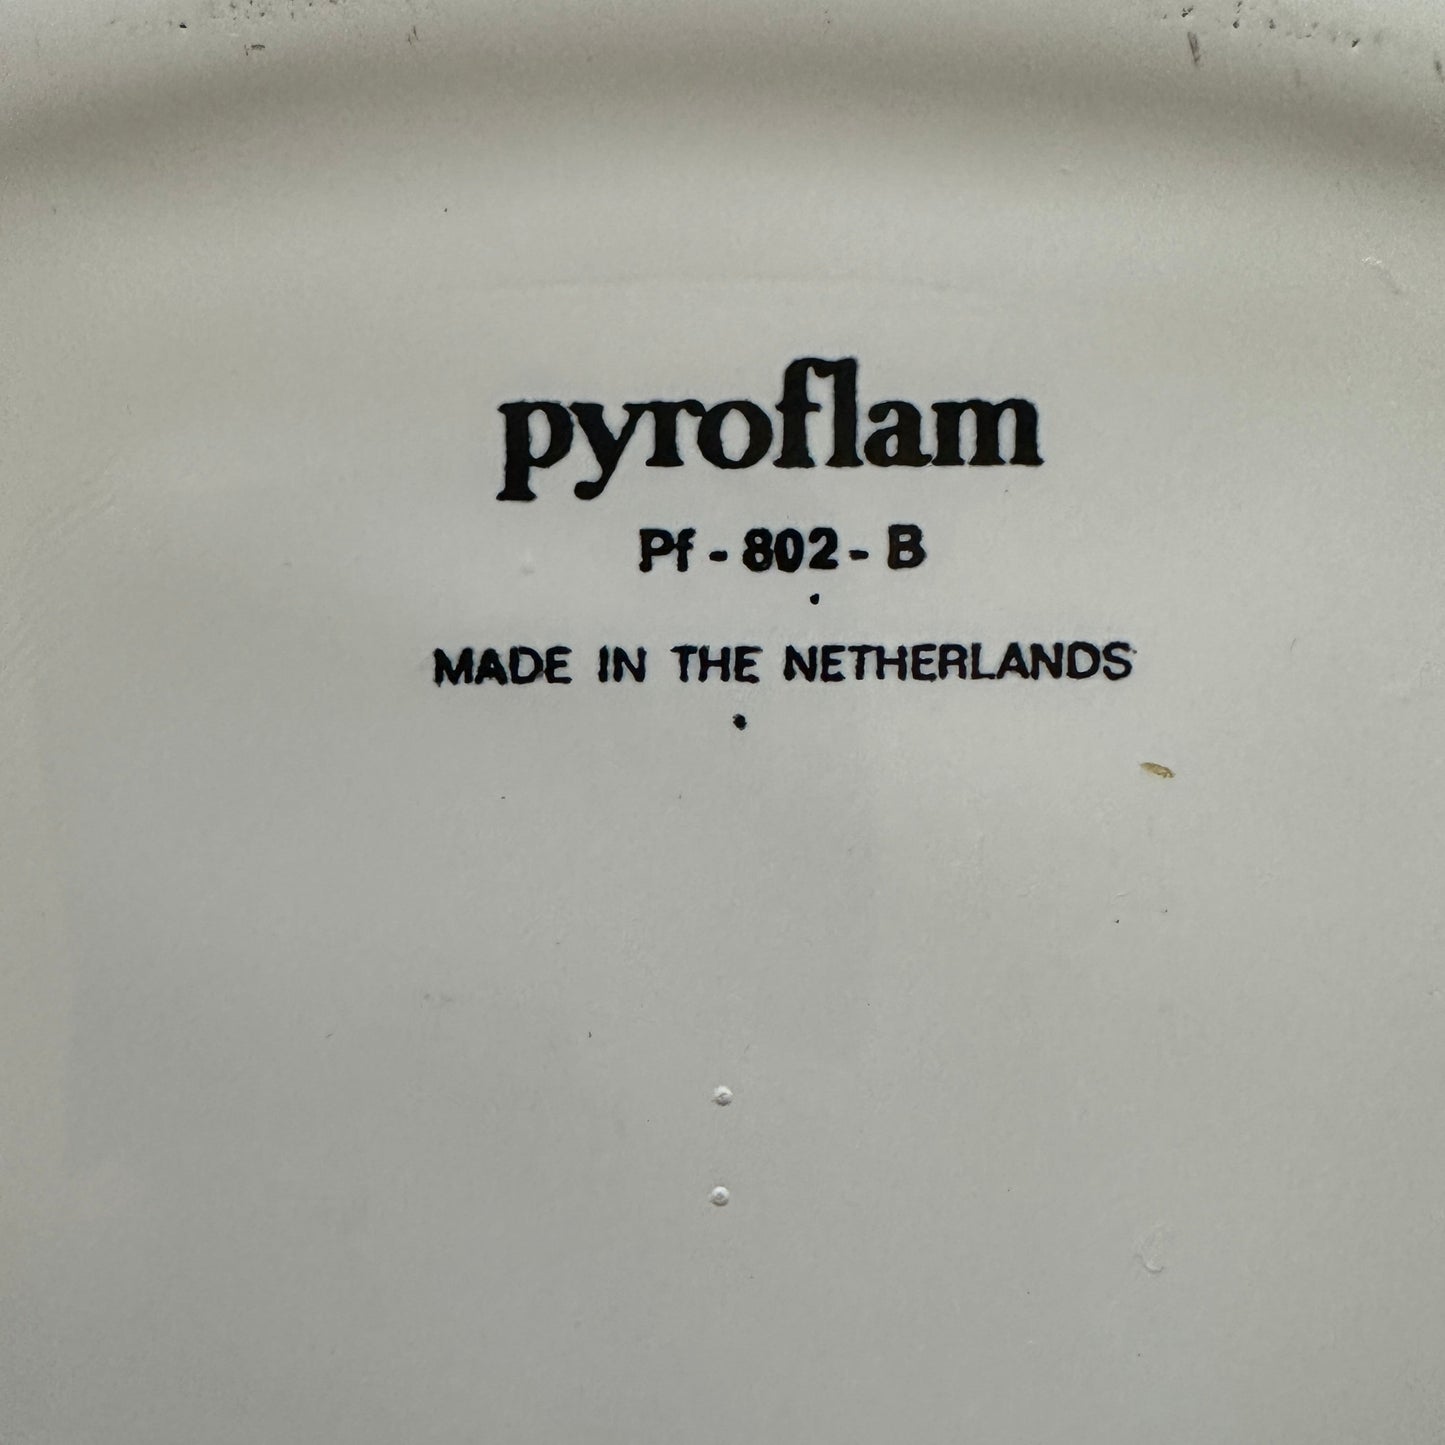 pyroflam
Pf - 802 - B
MADE IN THE NETHERLANDS